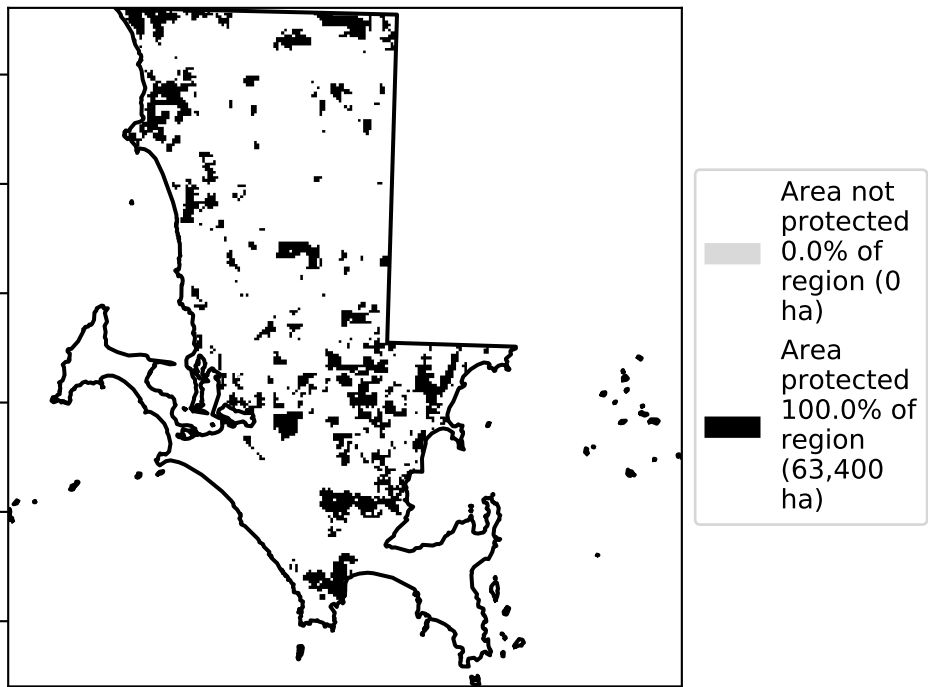 Area not
protected
0.0% of
region (0
ha)
Area
protected
100.0% of
region
(63,400
ha)